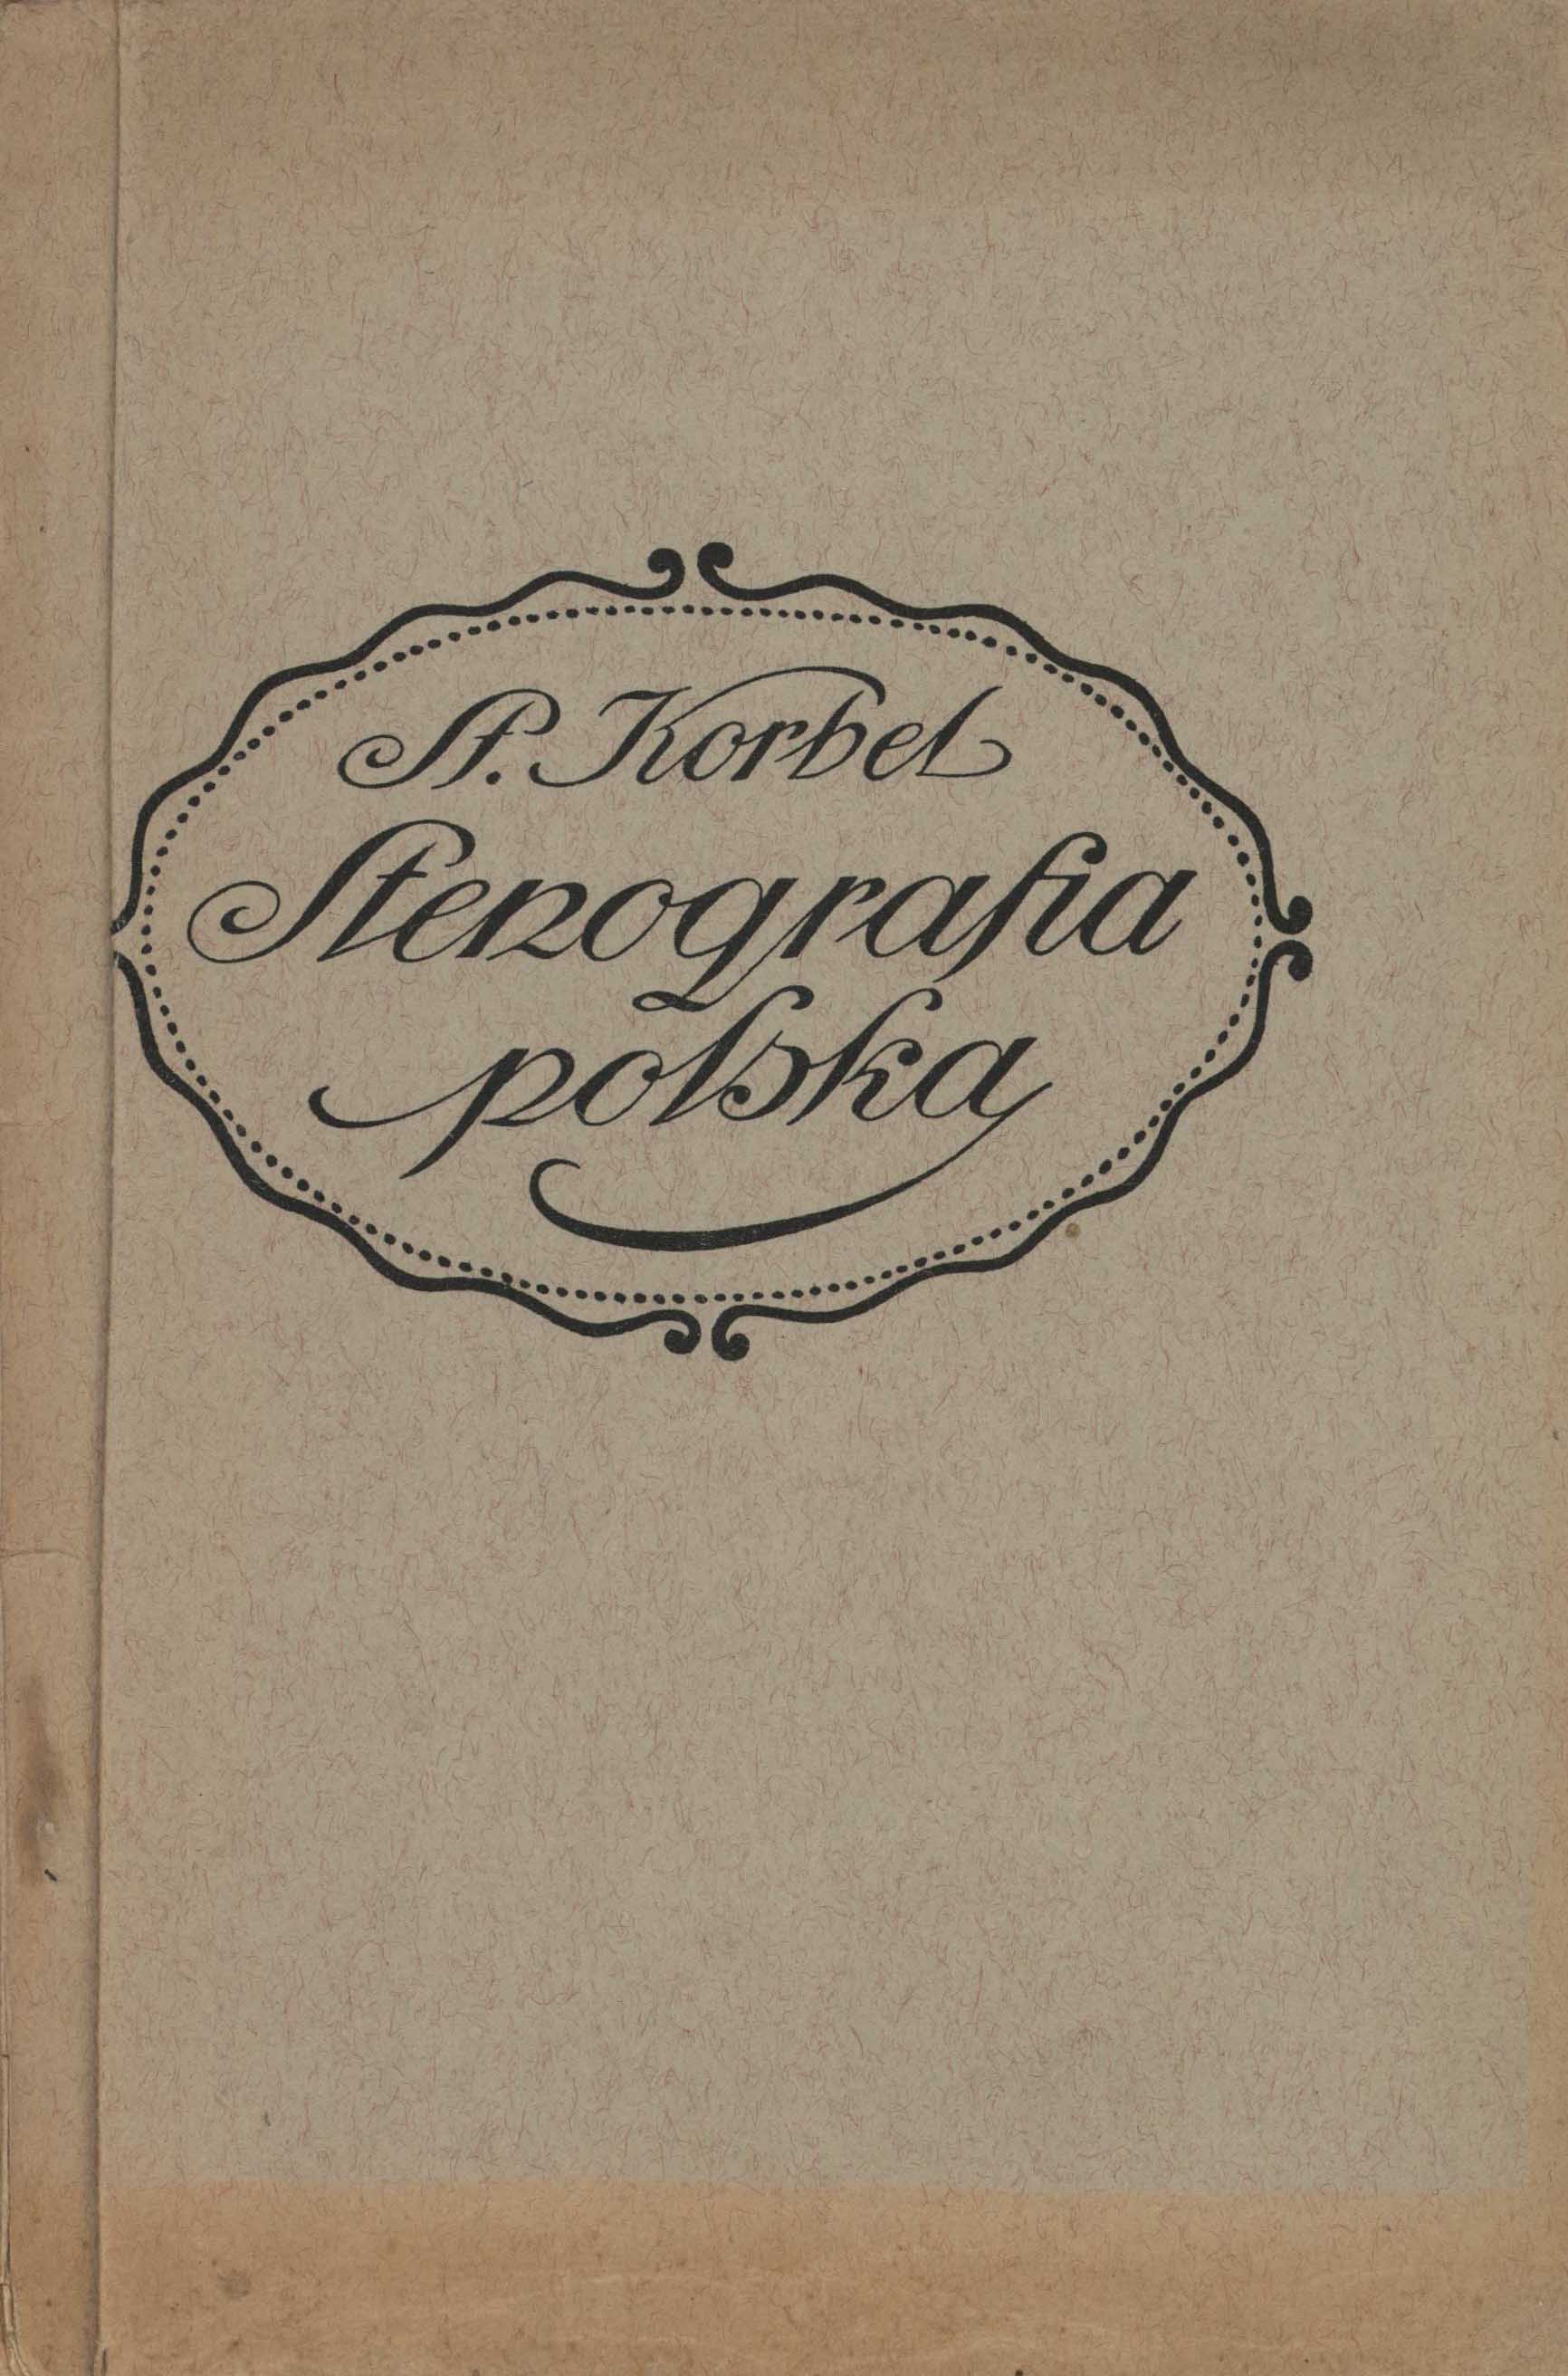 St. Korbel
Stenografia
polska